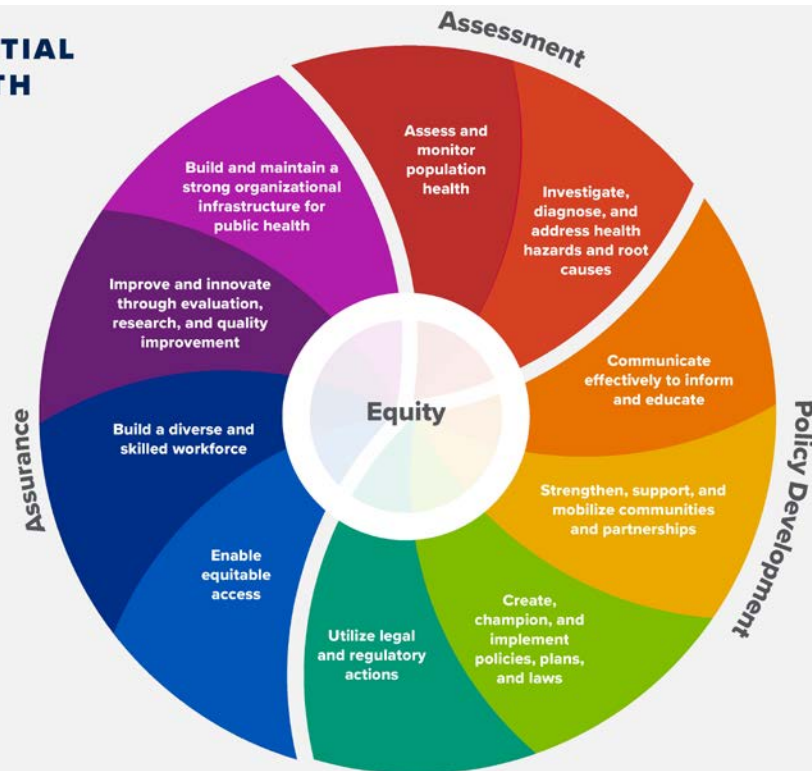 TIAL
TH
Assessment
Assess and
monitor
population
health
Investigate,
diagnose, and
address health
hazards and root
causes
Policy Development
Communicate
effectively to inform
and educate
Strengthen, support, and
mobilize communities
and partnerships
Create,
champion, and
implement
policies, plans,
and laws
Utilize legal
and regulatory
actions
Assurance
Enable
equitable
access
Build a diverse and
skilled workforce
Improve and innovate
through evaluation,
research, and quality
improvement
Build and maintain a
strong organizational
infrastructure for
public health
Equity